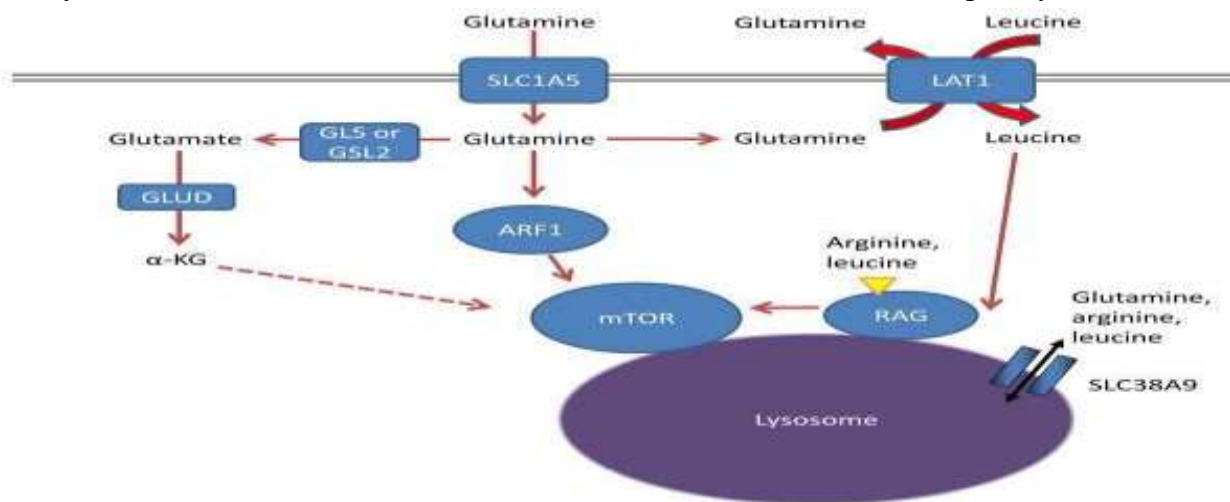 Glutamine
Glutamine
Leucine
SLC1A5
LAT1
Glutamate
GLS or
GSL2
Glutamine
Glutamine
Leucine
GLUD
ARF1
α-KG
Arginine,
leucine
mTOR
RAG
Glutamine,
arginine,
leucine
SLC38A9
Lysosome